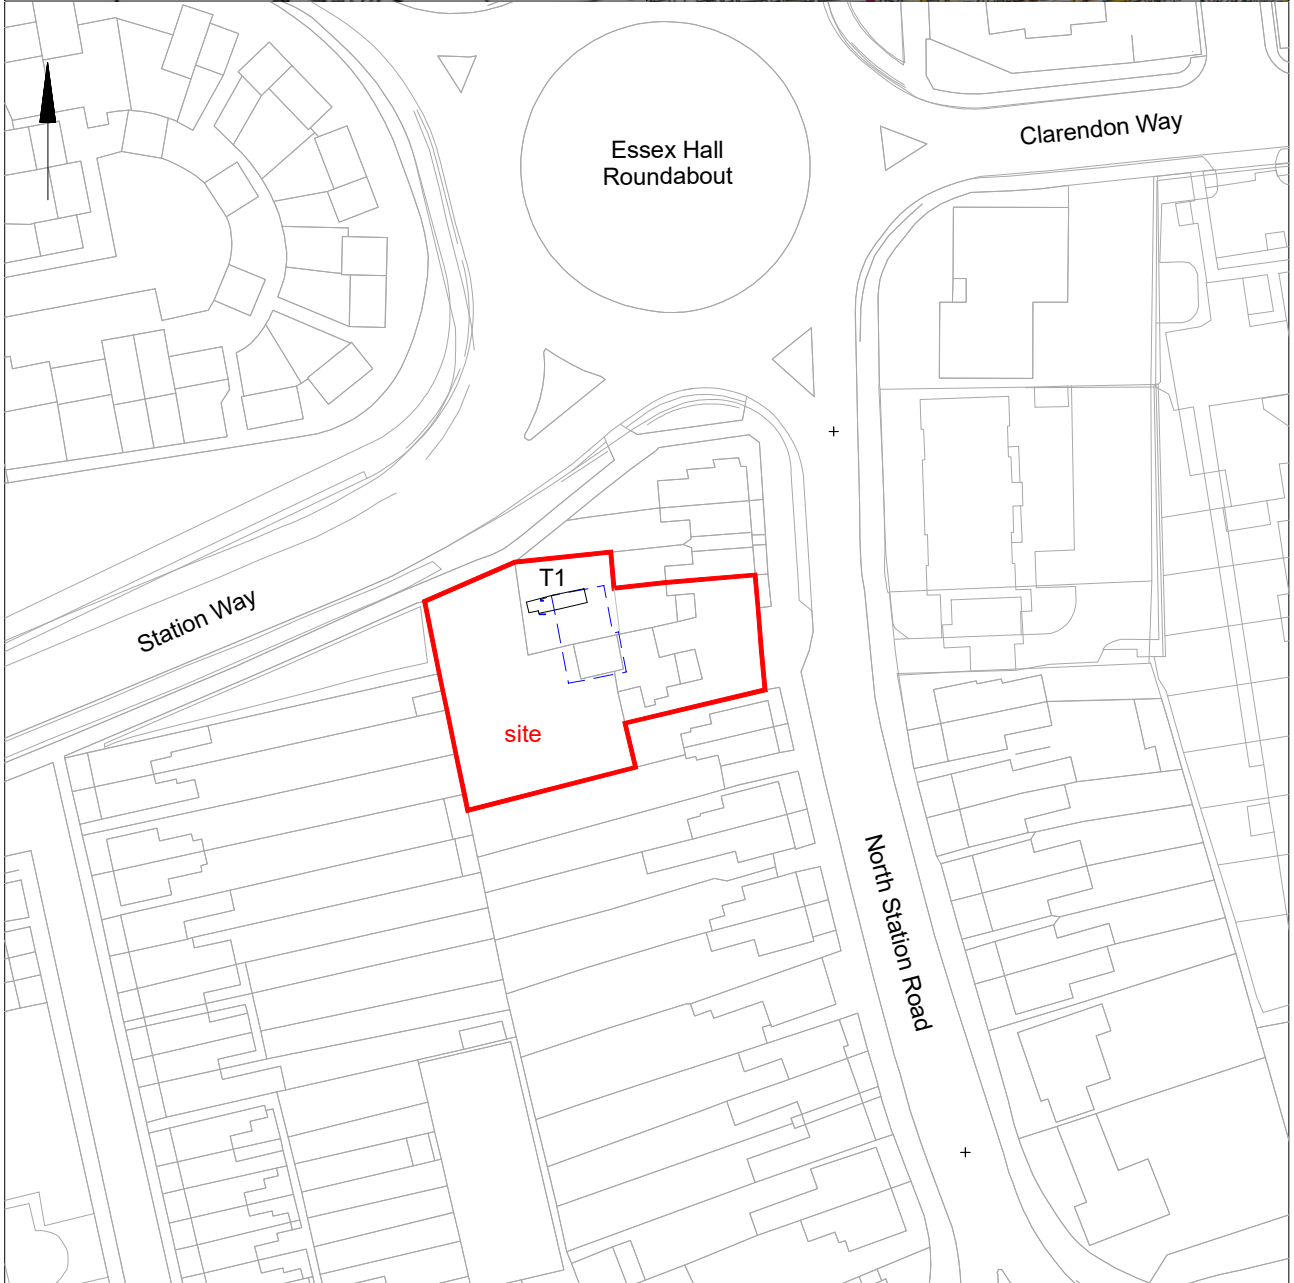 Essex Hall
Roundabout
Clarendon Way
T1
Station Way
site
North Station Road